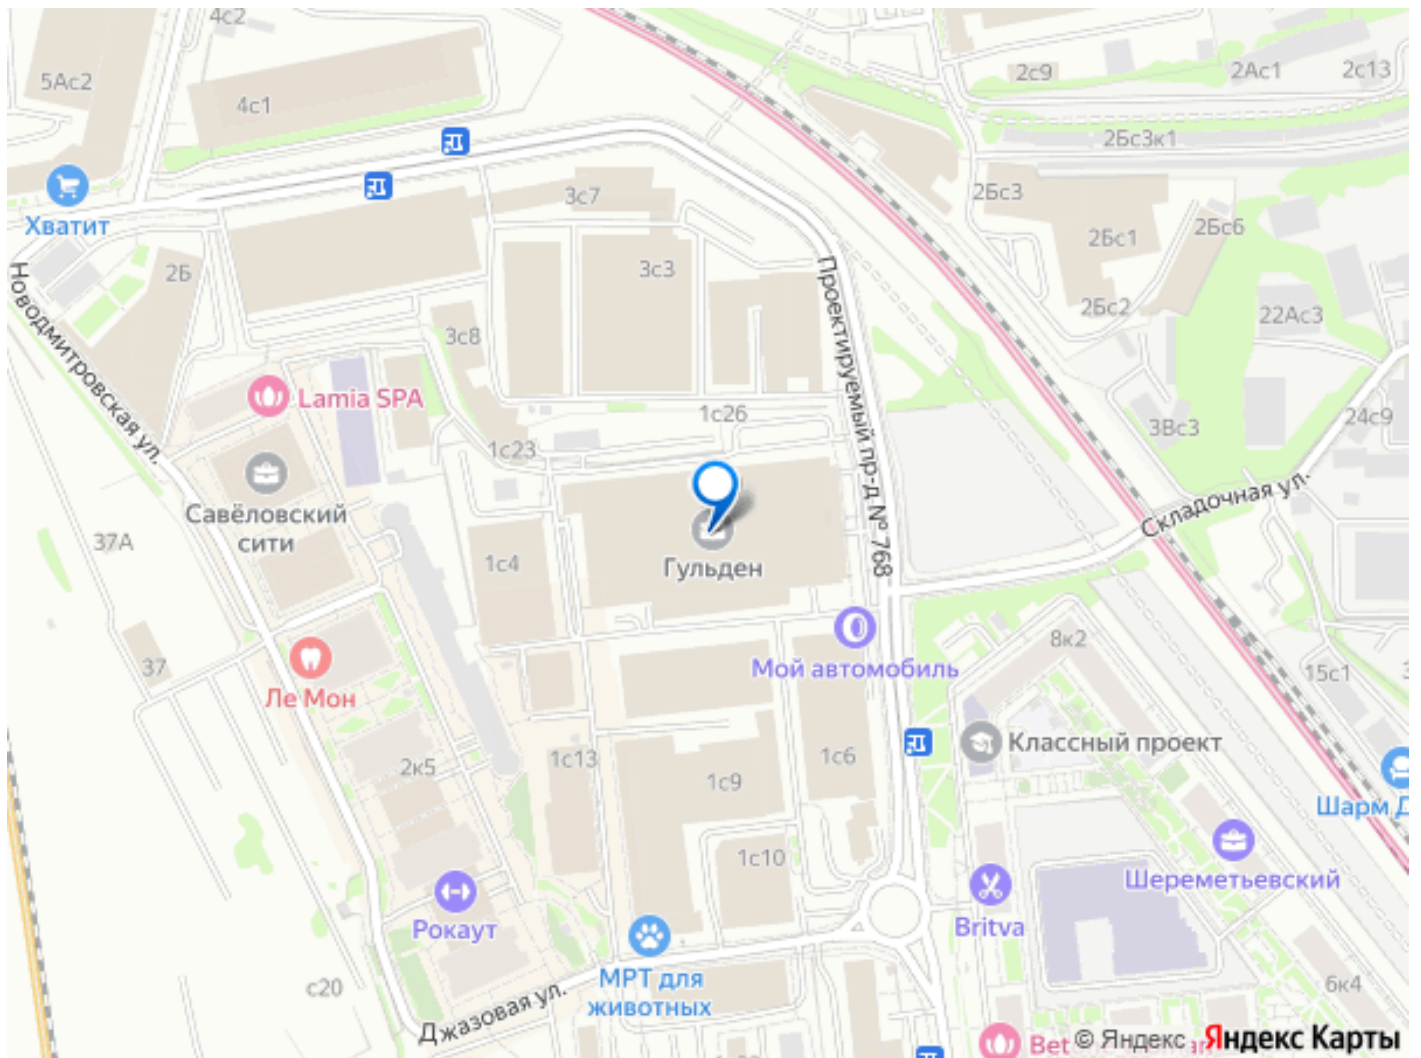 4с2
5Ас2
4с1
2с9
2Ас1
2с13
2Бс3к1
Хватит
3с7
2Бс3
2Бс1
2Бс6
2Б
3с3
2Бс2
22Ас3
3с8
Новодмитровская ул.
Проектируемый пр-д № 768
Lamia SPA
1с26
3Вс3
24с9
1с23
Савёловский
сити
Складочная ул.
37А
1с4
Гульден
37
Ле Мон
Мой автомобиль
8к2
15с1
2к5
1с13
1с9
1с6
Классный проект
Шарм Д
1с10
Шереметьевский
Рокаут
Britva
МРТ для
животных
с20
6к4
Джазовая ул.
Bet
© Яндекс Яндекс Карты